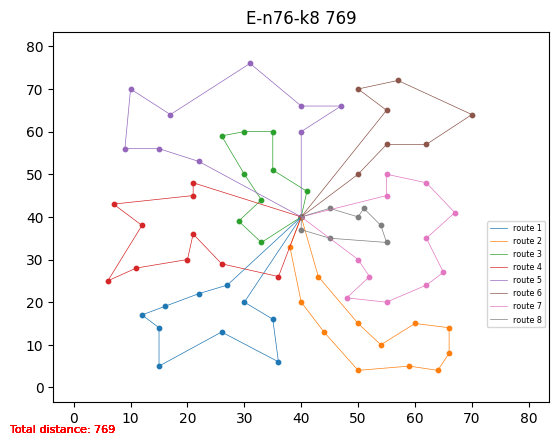 E-n76-k8 769
80
70
60
50
40
30
20
10
0
0 10 20 30 40 50 60 70 80
route 1
route 2
route 3
route 4
route 5
route 6
route 7
route 8
Total distance: 769